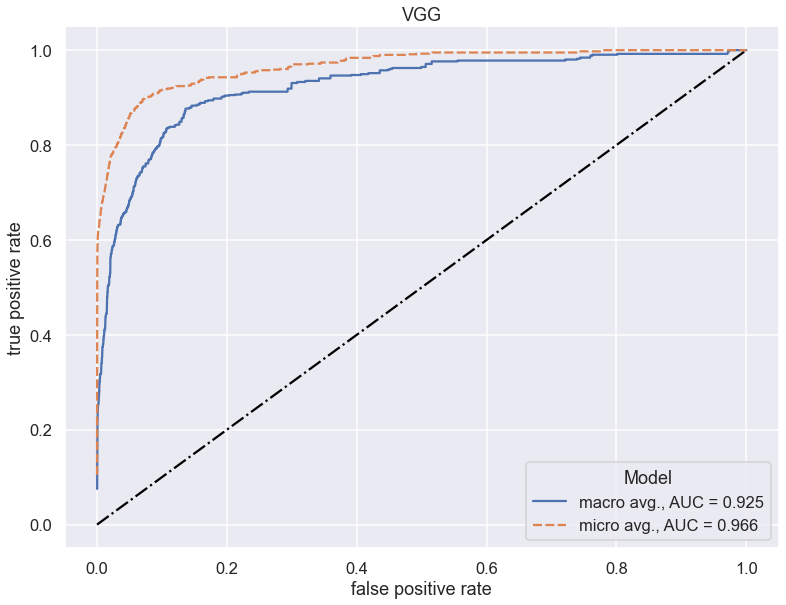 VGG
1.0
0.8
0.6
0.4
0.2
0.0
true positive rate
0.0 0.2 0.4 0.6 0.8 1.0
false positive rate
Model
macro avg., AUC = 0.925
micro avg., AUC = 0.966